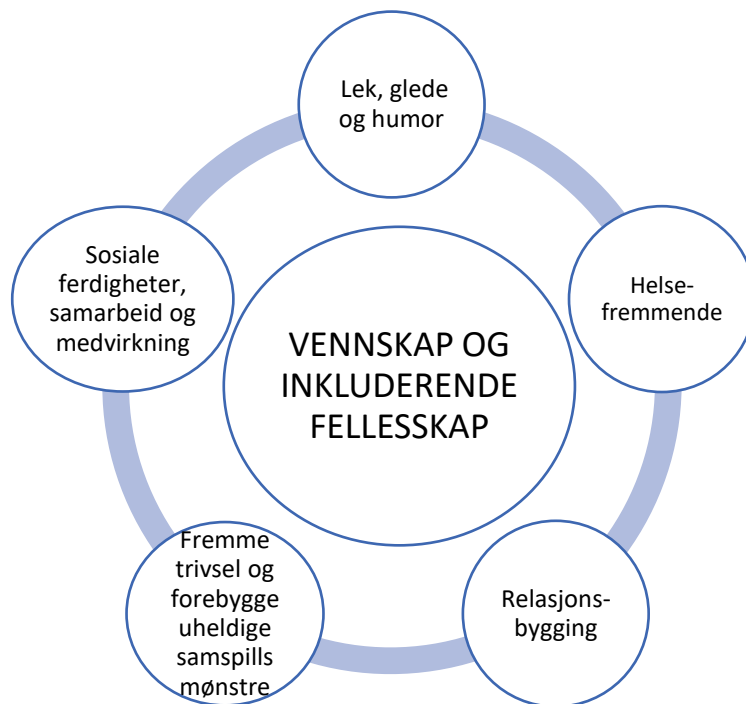 Lek, glede
og humor
Helse-
fremmende
Relasjons-
bygging
Fremme
trivsel og
forebygge
uheldige
samspills
mønstre
Sosiale
ferdigheter,
samarbeid og
medvirkning
VENNSKAP OG
INKLUDERENDE
FELLESSKAP